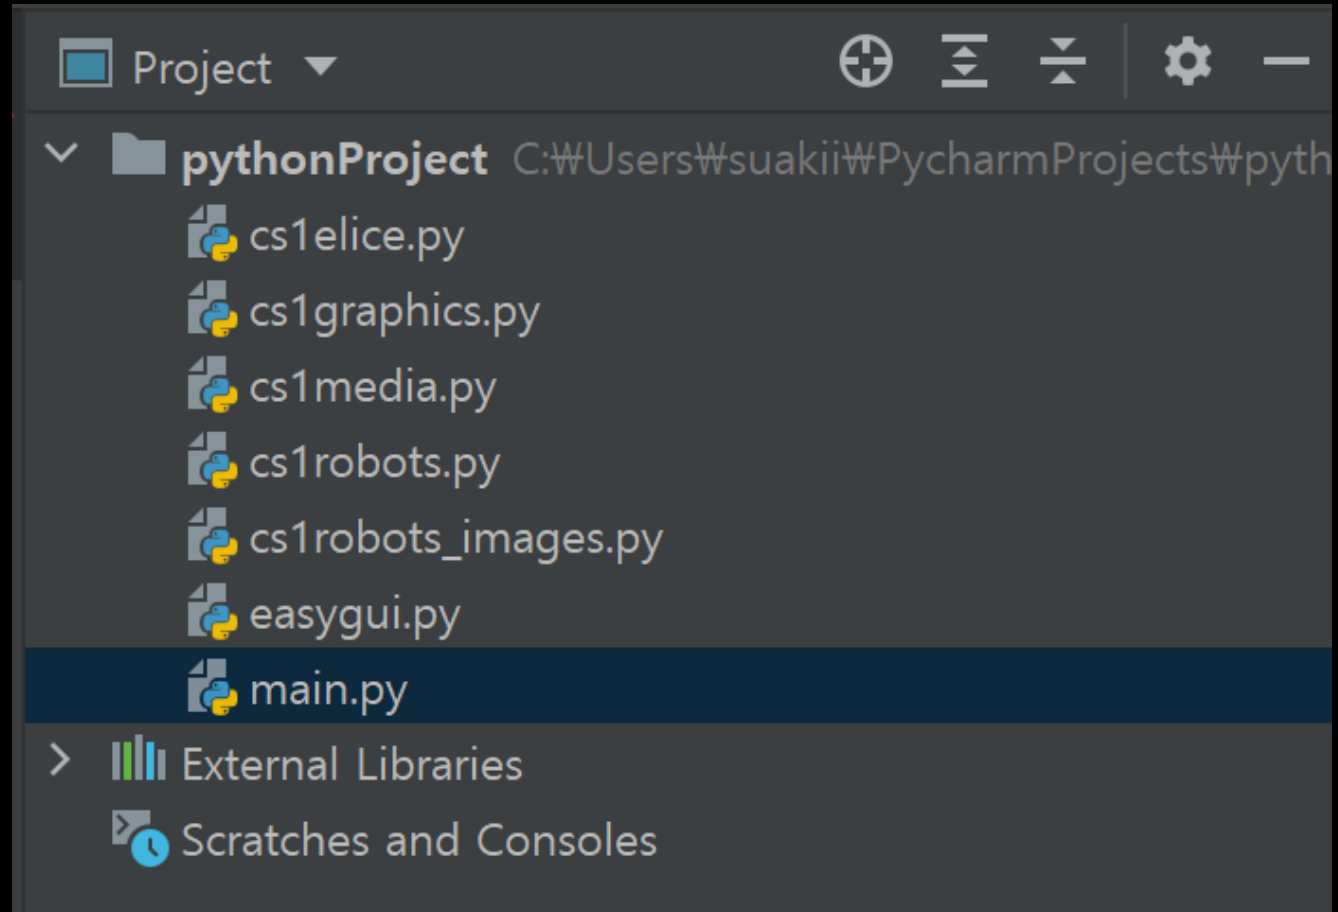 Project
pythonProject C:₩Users₩suakii₩PycharmProjects₩pyth
cs1elice.py
cs1graphics.py
cs1media.py
cs1robots.py
cs1robots_images.py
easygui.py
main.py
External Libraries
Scratches and Consoles